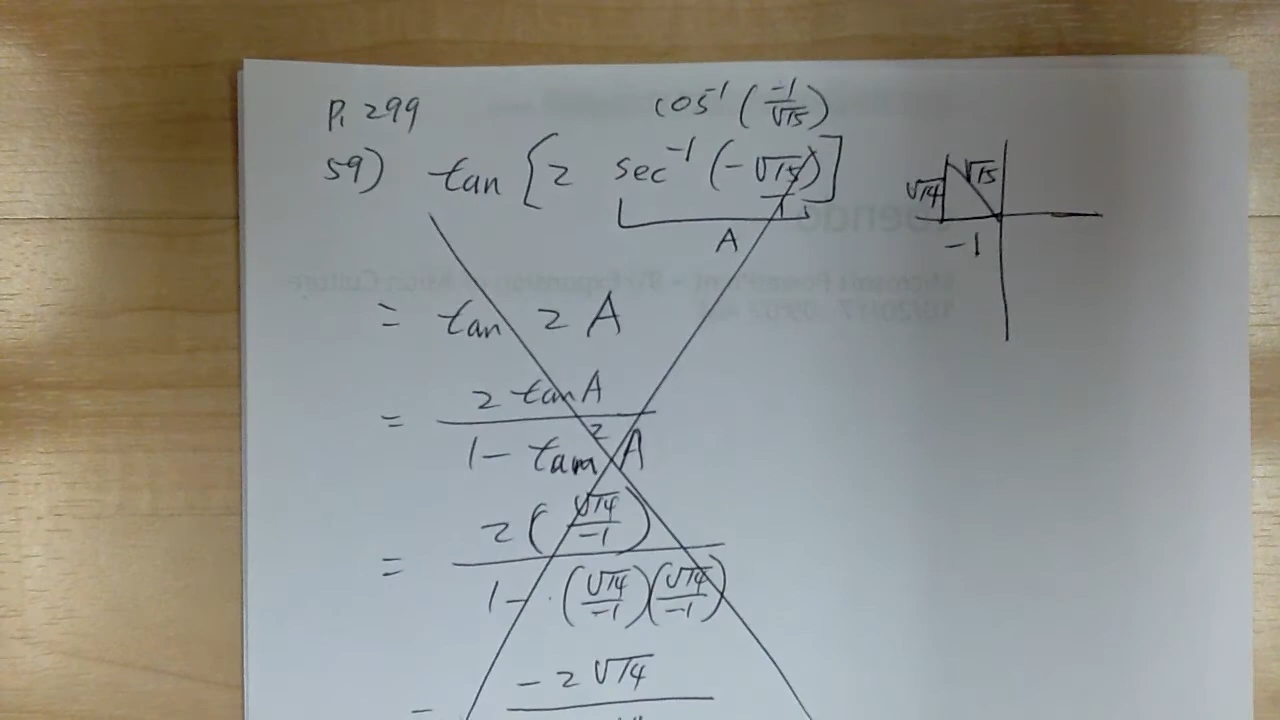 P. 299
cos⁻¹ (-1/√15)
59) tan [2 sec⁻¹ (-√15)]
A
√14 √15
-1
= tan 2 A
= 2 tan A / 1 - tan² A
= 2 (√14/-1) / 1 - (√14/-1)(√14/-1)
-2√14